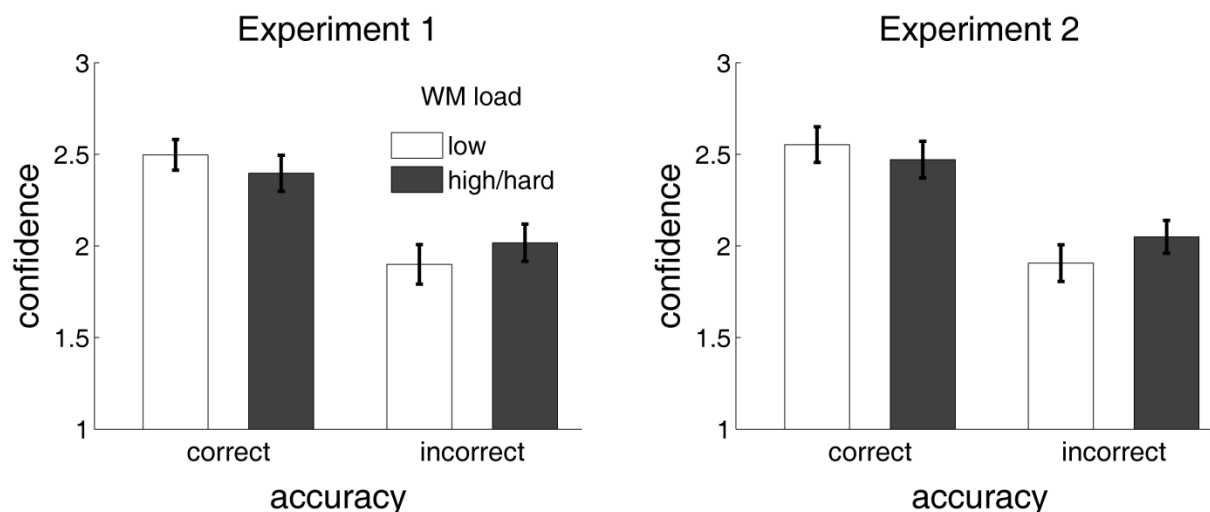 Experiment 1
3
2.5
2
1.5
1
confidence
WM load
low
high/hard
correct
incorrect
accuracy
Experiment 2
3
2.5
2
1.5
1
confidence
correct
incorrect
accuracy